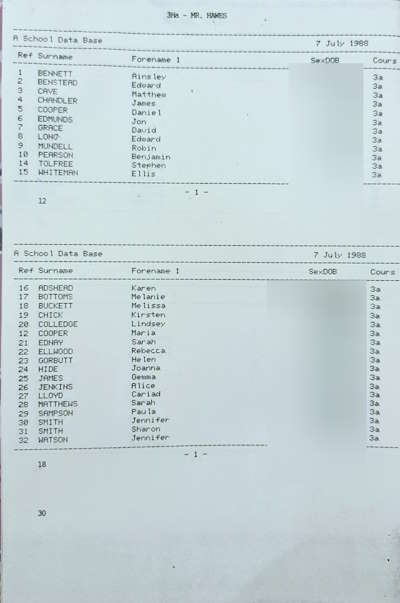 3Ha - MR. HAWES
A School Data Base 7 July 1988
Ref Surname Forename 1 SexDOB Cours
1 BENNETT Ainsley 3a
2 BENSTEAD Edward 3a
3 CAVE Matthew 3a
4 CHANDLER James 3a
5 COOPER Daniel 3a
6 EDMUNDS Jon 3a
7 GRACE David 3a
8 LONG Edward 3a
9 MUNDELL Robin 3a
10 PEARSON Benjamin 3a
14 TOLFREE Stephen 3a
15 WHITEMAN Ellis 3a
- 1 -
12
A School Data Base 7 July 1988
Ref Surname Forename 1 SexDOB Cours
16 ADSHEAD Karen 3a
17 BOTTOMS Melanie 3a
18 BUCKETT Melissa 3a
19 CHICK Kirsten 3a
20 COLLEDGE Lindsey 3a
12 COOPER Maria 3a
21 EDNAY Sarah 3a
22 ELLWOOD Rebecca 3a
23 GORBUTT Helen 3a
24 HIDE Joanna 3a
25 JAMES Gemma 3a
26 JENKINS Alice 3a
27 LLOYD Cariad 3a
28 MATTHEWS Sarah 3a
29 SAMPSON Paula 3a
30 SMITH Jennifer 3a
31 SMITH Sharon 3a
32 WATSON Jennifer 3a
- 1 -
18
30